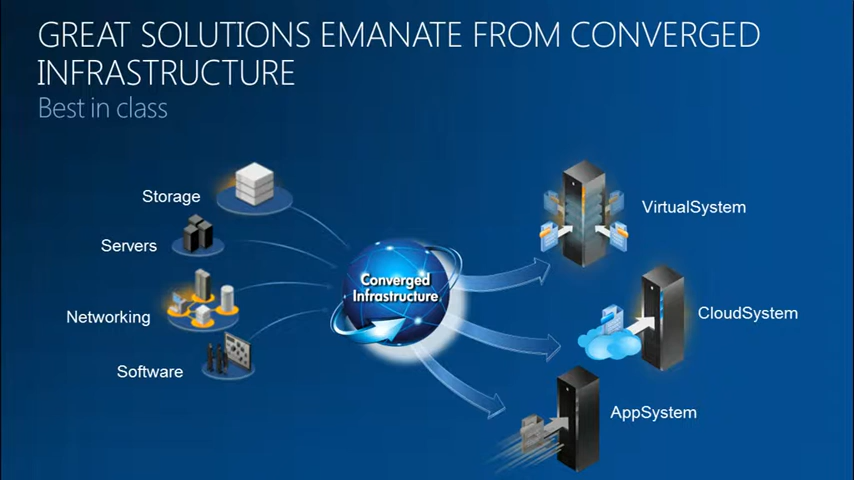 GREAT SOLUTIONS EMANATE FROM CONVERGED
INFRASTRUCTURE
Best in class
Storage
Servers
Networking
Software
Converged
Infrastructure
VirtualSystem
CloudSystem
AppSystem